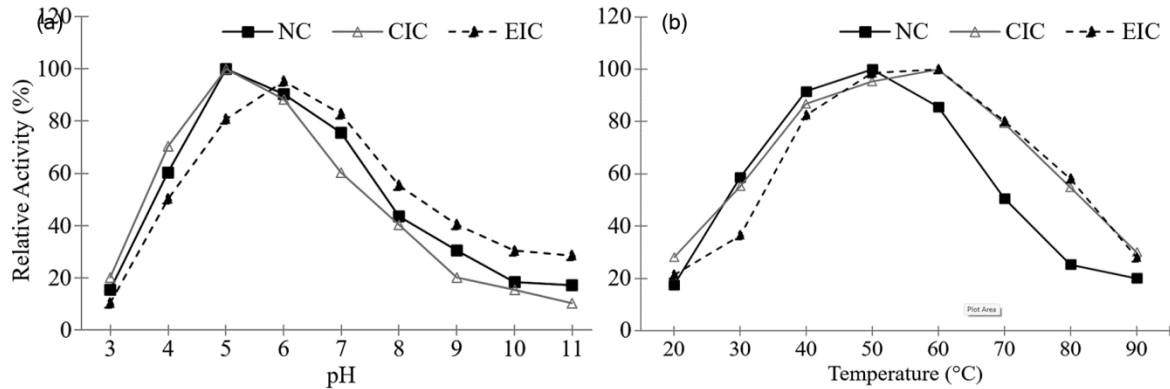 (a)
NC CIC EIC
120
100
80
60
40
20
0
Relative Activity (%)
3 4 5 6 7 8 9 10 11
pH
(b)
NC CIC EIC
120
100
80
60
40
20
0
Plot Area
20 30 40 50 60 70 80 90
Temperature (°C)